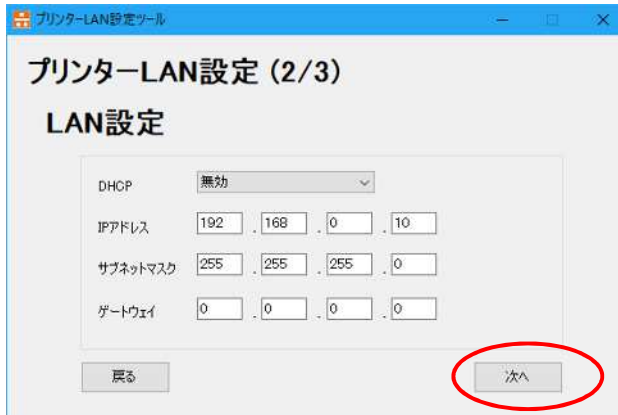 プリンターLAN設定ツール
プリンターLAN設定 (2/3)
LAN設定
DHCP 無効
IPアドレス 192 . 168 . 0 . 10
サブネットマスク 255 . 255 . 255 . 0
ゲートウェイ 0 . 0 . 0 . 0
戻る 次へ